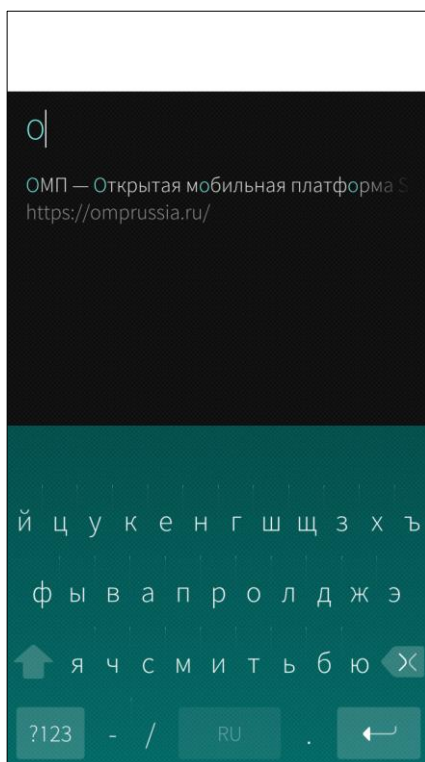 О
ОМП — Открытая мобильная платформа S
https://omprussia.ru/
й ц у к е н г ш щ з х ъ
ф ы в а п р о л д ж э
я ч с м и т ь б ю
?123 - / RU .